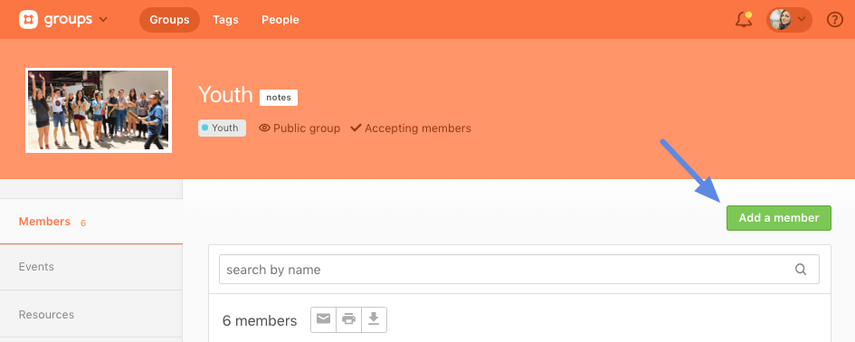 groups Groups Tags People
Youth notes
Youth Public group Accepting members
Members 6
Add a member
Events
search by name
Resources
6 members